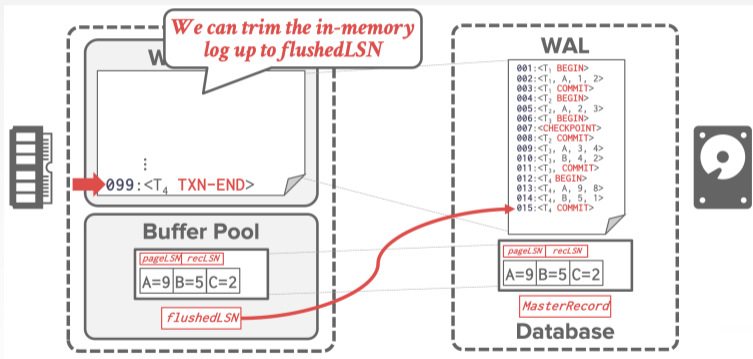 We can trim the in-memory
log up to flushedLSN
W
⋮
099:<T₄ TXN-END>
Buffer Pool
pageLSN recLSN
A=9 B=5 C=2
flushedLSN
WAL
001:<T₁ BEGIN>
002:<T₁, A, 1, 2>
003:<T₁ COMMIT>
004:<T₂ BEGIN>
005:<T₂, A, 2, 3>
006:<T₃ BEGIN>
007:<CHECKPOINT>
008:<T₂ COMMIT>
009:<T₃, A, 3, 4>
010:<T₃, B, 4, 2>
011:<T₃, COMMIT>
012:<T₄ BEGIN>
013:<T₄, A, 9, 8>
014:<T₄, B, 5, 1>
015:<T₄ COMMIT>
pageLSN recLSN
A=9 B=5 C=2
MasterRecord
Database